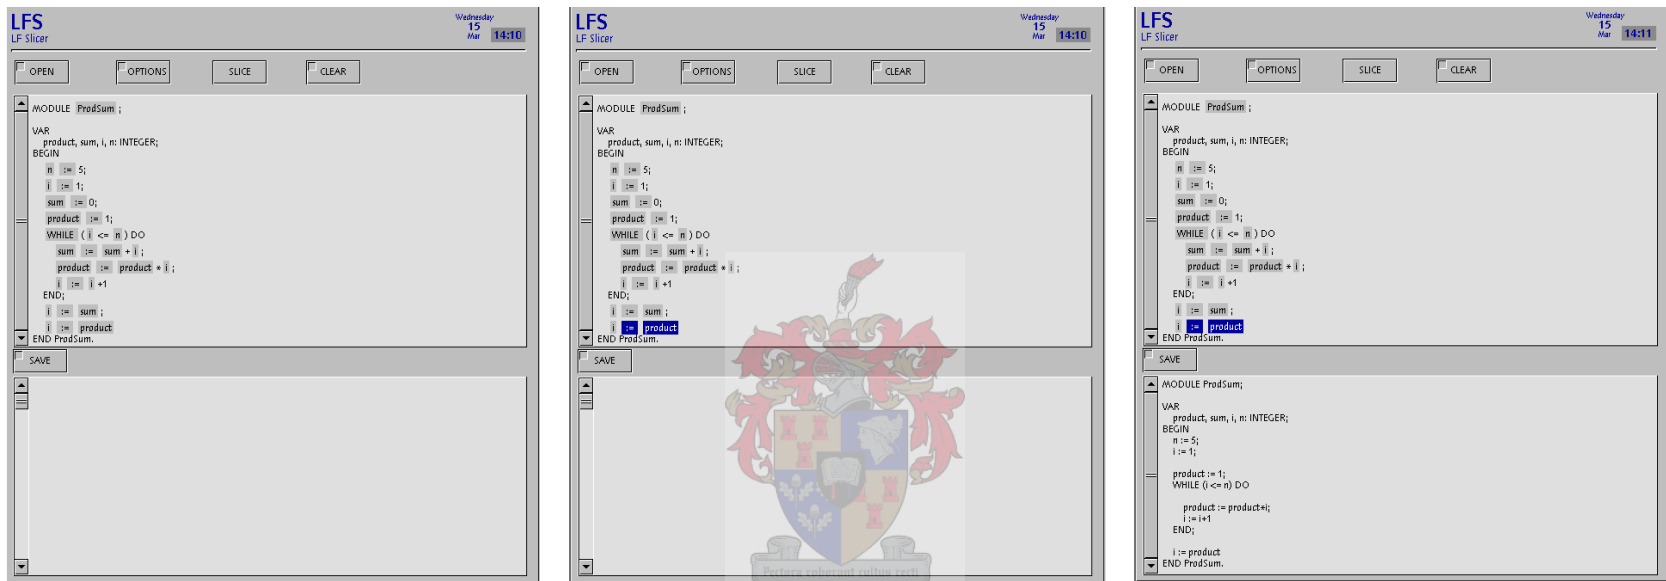 LFS
LF Slicer
Wednesday
15
Mar 14:10
OPEN OPTIONS SLICE CLEAR
MODULE ProdSum ;
VAR
product, sum, i, n: INTEGER;
BEGIN
n := 5;
i := 1;
sum := 0;
product := 1;
WHILE ( i <= n ) DO
sum := sum + i ;
product := product * i ;
i := i +1
END;
i := sum ;
i := product
END ProdSum.
SAVE
LFS
LF Slicer
Wednesday
15
Mar 14:10
OPEN OPTIONS SLICE CLEAR
MODULE ProdSum ;
VAR
product, sum, i, n: INTEGER;
BEGIN
n := 5;
i := 1;
sum := 0;
product := 1;
WHILE ( i <= n ) DO
sum := sum + i ;
product := product * i ;
i := i +1
END;
i := sum ;
i := product
END ProdSum.
SAVE
Pectora roborant cultus recti
LFS
LF Slicer
Wednesday
15
Mar 14:11
OPEN OPTIONS SLICE CLEAR
MODULE ProdSum ;
VAR
product, sum, i, n: INTEGER;
BEGIN
n := 5;
i := 1;
sum := 0;
product := 1;
WHILE ( i <= n ) DO
sum := sum + i ;
product := product * i ;
i := i +1
END;
i := sum ;
i := product
END ProdSum.
SAVE
MODULE ProdSum;
VAR
product, sum, i, n: INTEGER;
BEGIN
n := 5;
i := 1;
product := 1;
WHILE (i <= n) DO
product := product*i;
i := i+1
END;
i := product
END ProdSum.